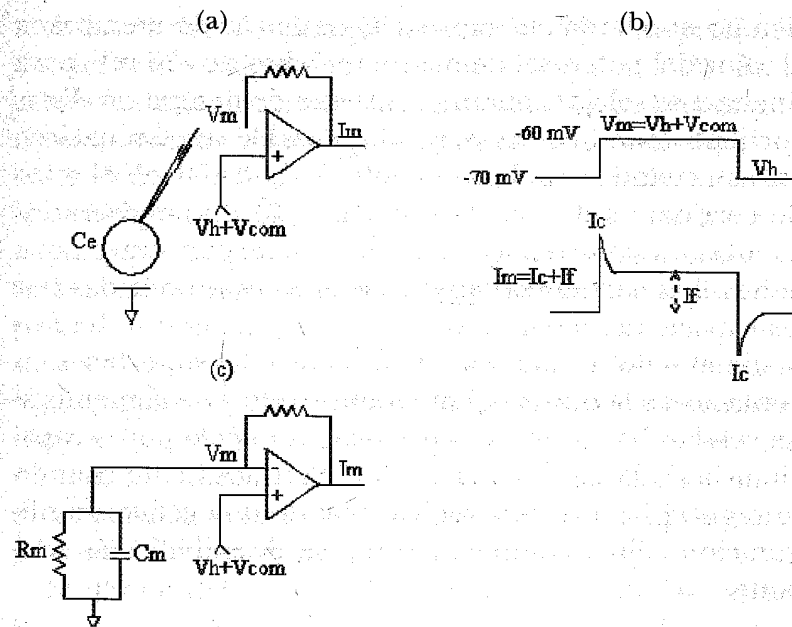 (a)
Vm
Im
+
Vh+Vcom
Ce
(b)
-60 mV
Vm=Vh+Vcom
-70 mV
Vh
Ic
Im=Ic+If
If
Ic
(c)
Vm
Im
-
+
Vh+Vcom
Rm
Cm